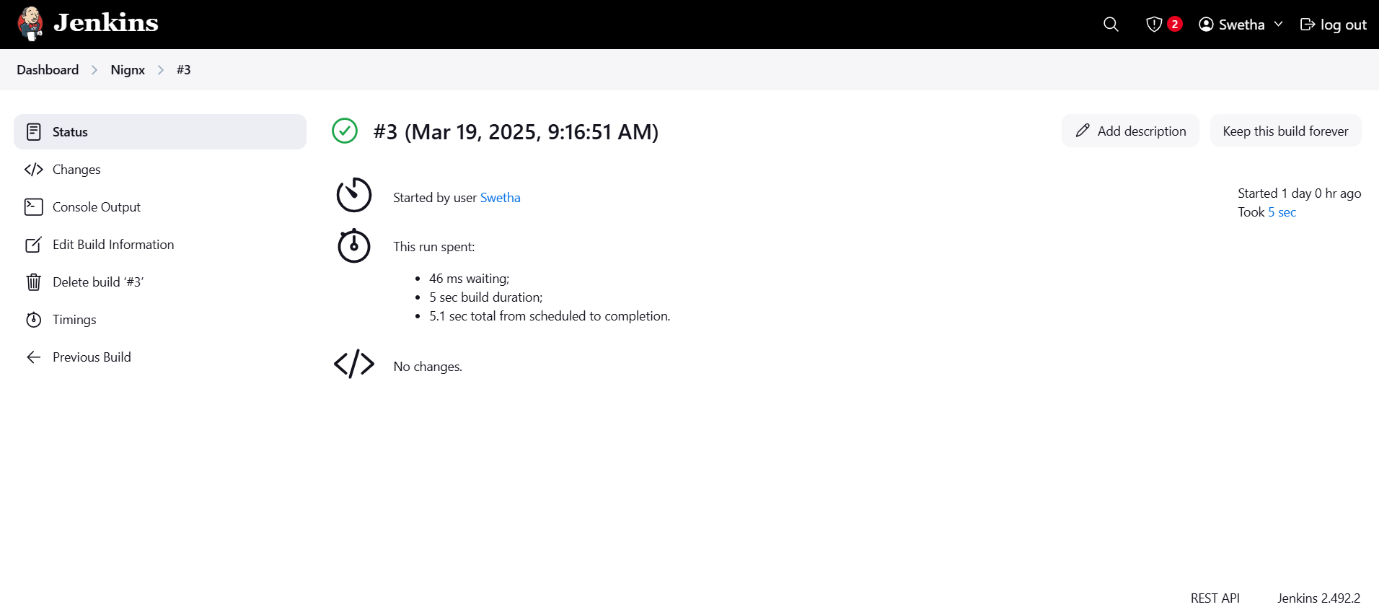 Jenkins
2
Swetha
log out
Dashboard
Nignx
#3
Status
Changes
Console Output
Edit Build Information
Delete build ‘#3’
Timings
Previous Build
#3 (Mar 19, 2025, 9:16:51 AM)
Add description
Keep this build forever
Started by user Swetha
Started 1 day 0 hr ago
Took 5 sec
This run spent:
• 46 ms waiting;
• 5 sec build duration;
• 5.1 sec total from scheduled to completion.
No changes.
REST API
Jenkins 2.492.2